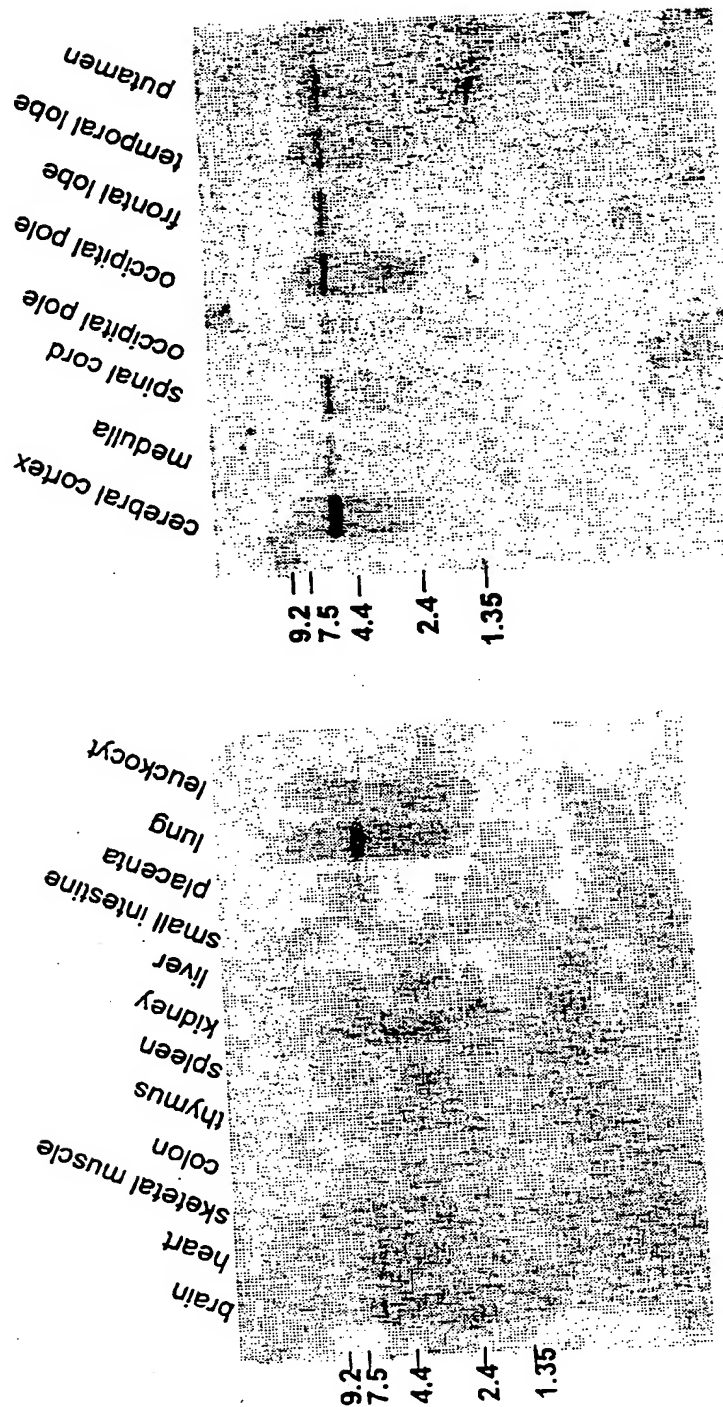 putamen
temporal lobe
frontal lobe
occipital pole
occipital pole
spinal cord
medulla
cerebral cortex
9.2
7.5
4.4
2.4
1.35
leuckocyt
lung
placenta
small intestine
liver
kidney
spleen
thymus
colon
sketetal muscle
heart
brain
9.2
7.5
4.4
2.4
1.35